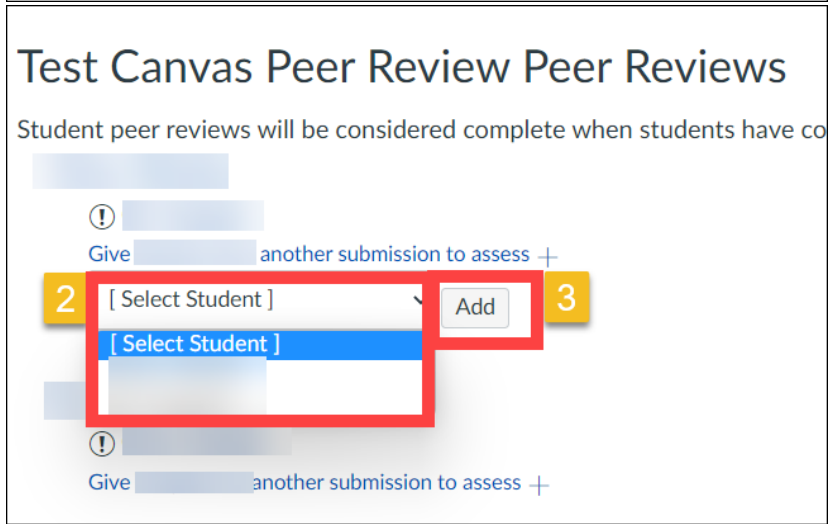 Test Canvas Peer Review Peer Reviews
Student peer reviews will be considered complete when students have co
Give another submission to assess +
2 [ Select Student ] Add 3
[ Select Student ]
Give another submission to assess +